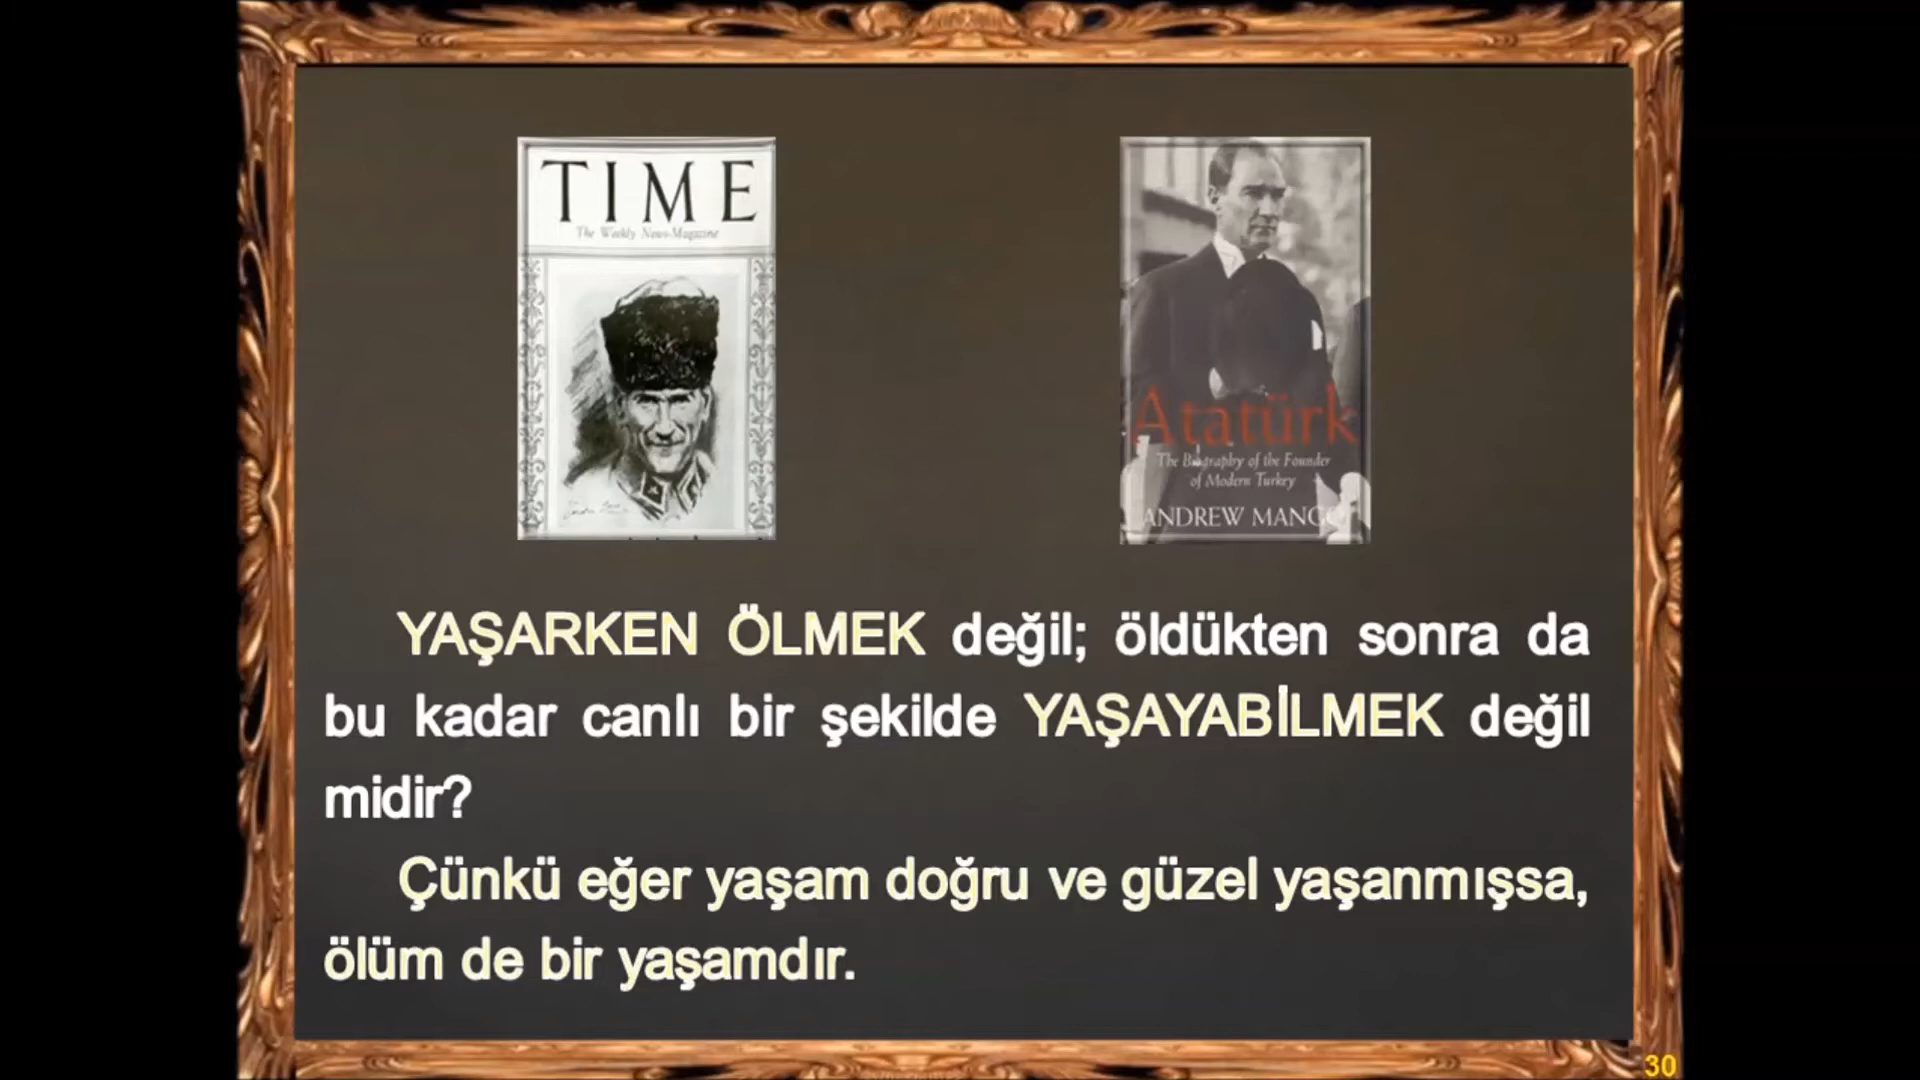 TIME
The Weekly News-Magazine
Atatürk
The Biography of the Founder
of Modern Turkey
ANDREW MANGO
YAŞARKEN ÖLMEK değil; öldükten sonra da
bu kadar canlı bir şekilde YAŞAYABİLMEK değil
midir?
Çünkü eğer yaşam doğru ve güzel yaşanmışsa,
ölüm de bir yaşamdır.
30